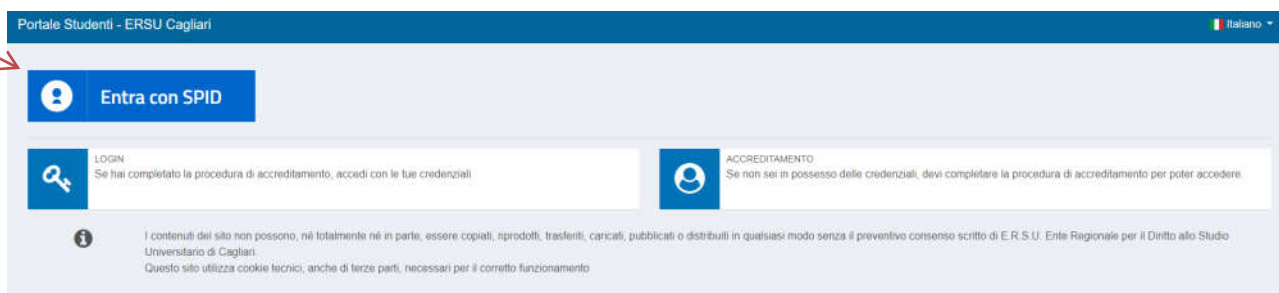 Portale Studenti - ERSU Cagliari
Italiano
Entra con SPID
LOGIN
Se hai completato la procedura di accreditamento, accedi con le tue credenziali
ACCREDITAMENTO
Se non sei in possesso delle credenziali, devi completare la procedura di accreditamento per poter accedere.
I contenuti del sito non possono, né totalmente né in parte, essere copiati, riprodotti, trasferiti, caricati, pubblicati o distribuiti in qualsiasi modo senza il preventivo consenso scritto di E.R.S.U. Ente Regionale per il Diritto allo Studio
Universitario di Cagliari.
Questo sito utilizza cookie tecnici, anche di terze parti, necessari per il corretto funzionamento